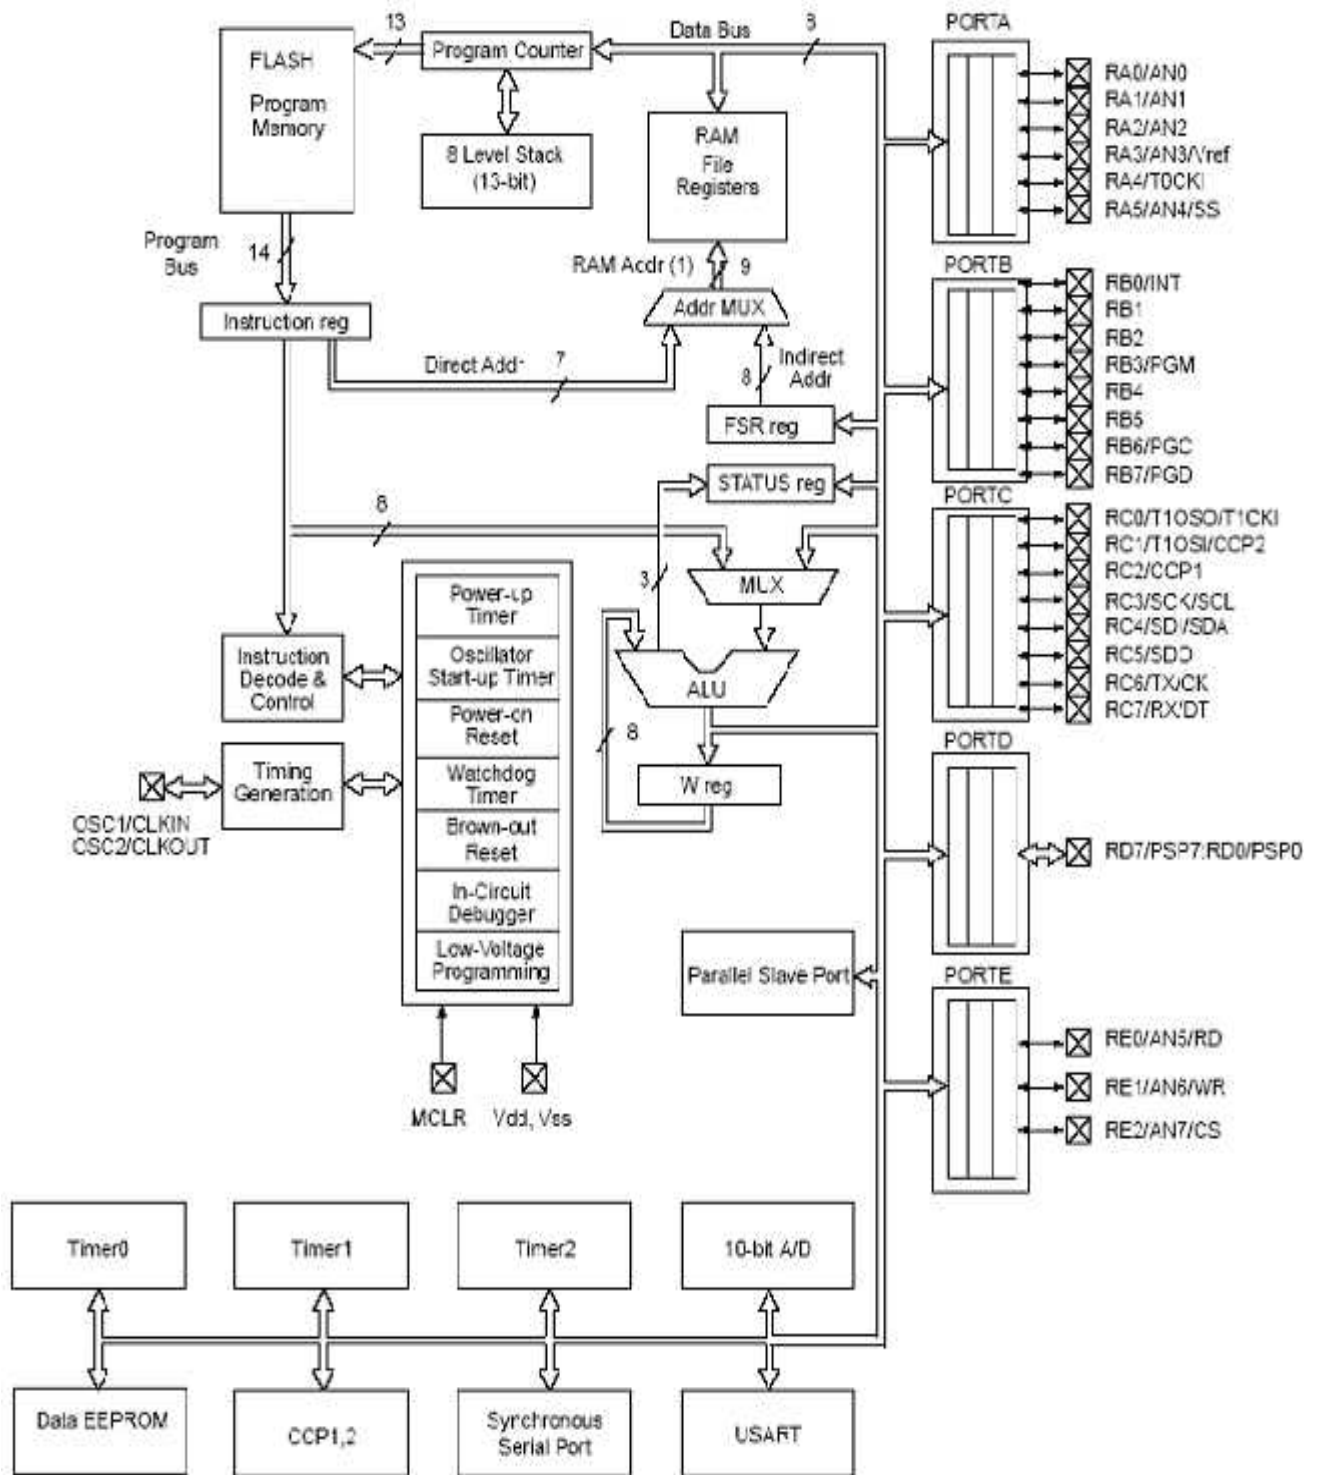 13
Data Bus
8
PORTA
FLASH
Program
Memory
Program Counter
8 Level Stack
(13-bit)
RAM
File
Registers
RA0/AN0
RA1/AN1
RA2/AN2
RA3/AN3/Vref
RA4/T0CKI
RA5/AN4/SS
Program
Bus
14
RAM Addr (1)
9
PORTB
Instruction reg
Addr MUX
RB0/INT
RB1
RB2
RB3/PGM
RB4
RB5
RB6/PGC
RB7/PGD
Direct Addr
7
8
Indirect
Addr
FSR reg
STATUS reg
PORTC
8
3
MUX
RC0/T1OSO/T1CKI
RC1/T1OSI/CCP2
RC2/CCP1
RC3/SCK/SCL
RC4/SDI/SDA
RC5/SDO
RC6/TX/CK
RC7/RX/DT
Power-up
Timer
Instruction
Decode &
Control
Oscillator
Start-up Timer
ALU
Power-on
Reset
8
PORTD
Timing
Generation
Watchdog
Timer
W reg
OSC1/CLKIN
OSC2/CLKOUT
Brown-out
Reset
RD7/PSP7:RD0/PSP0
In-Circuit
Debugger
Low-Voltage
Programming
Parallel Slave Port
PORTE
RE0/AN5/RD
RE1/AN6/WR
RE2/AN7/CS
MCLR
Vdd, Vss
Timer0
Timer1
Timer2
10-bit A/D
Data EEPROM
CCP1,2
Synchronous
Serial Port
USART